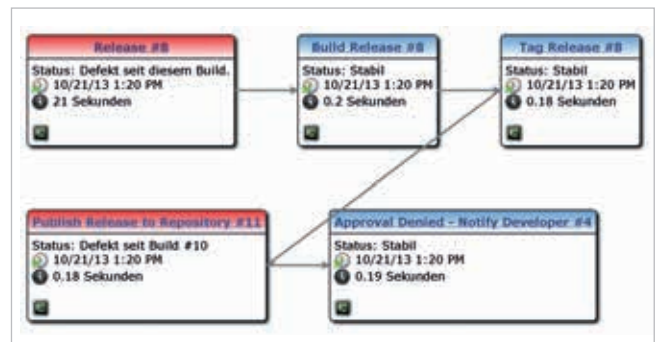 Release #8
Status: Defekt seit diesem Build.
10/21/13 1:20 PM
21 Sekunden
Build Release #8
Status: Stabil
10/21/13 1:20 PM
0.2 Sekunden
Tag Release #8
Status: Stabil
10/21/13 1:20 PM
0.18 Sekunden
Publish Release to Repository #11
Status: Defekt seit Build #10
10/21/13 1:20 PM
0.18 Sekunden
Approval Denied - Notify Developer #4
Status: Stabil
10/21/13 1:20 PM
0.19 Sekunden